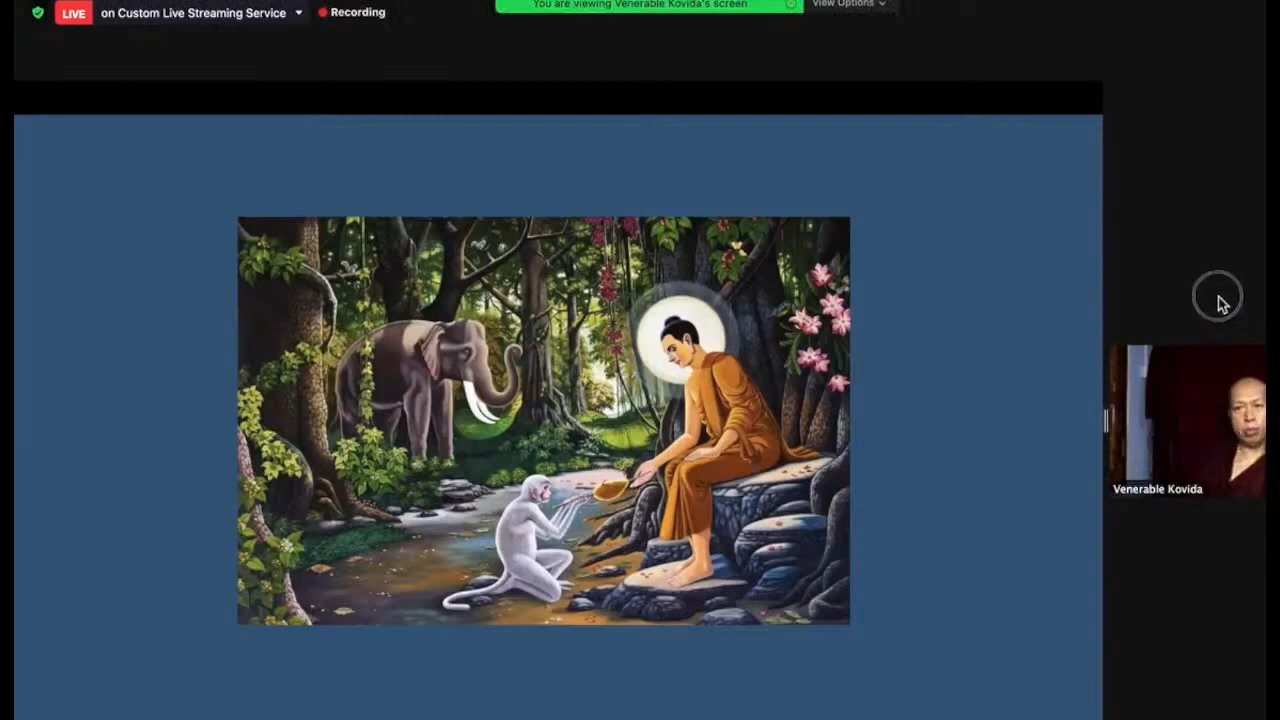 LIVE on Custom Live Streaming Service
Recording
You are viewing Venerable Kovida's screen
View Options
Venerable Kovida